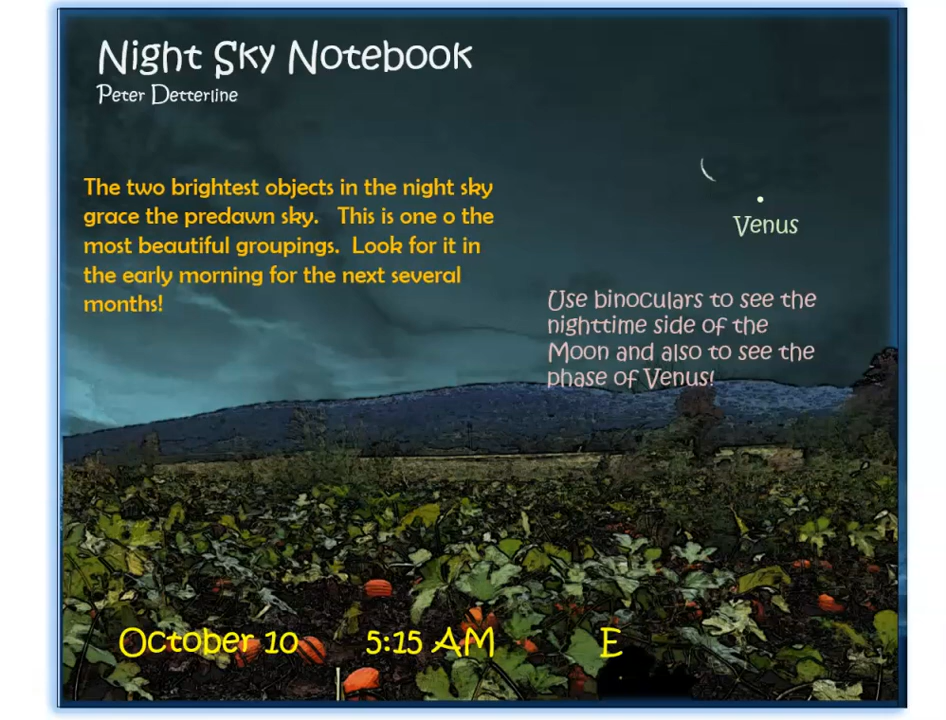 Night Sky Notebook
Peter Detterline
The two brightest objects in the night sky
grace the predawn sky. This is one o the
most beautiful groupings. Look for it in
the early morning for the next several
months!
Venus
Use binoculars to see the
nighttime side of the
Moon and also to see the
phase of Venus!
October 10 5:15 AM E